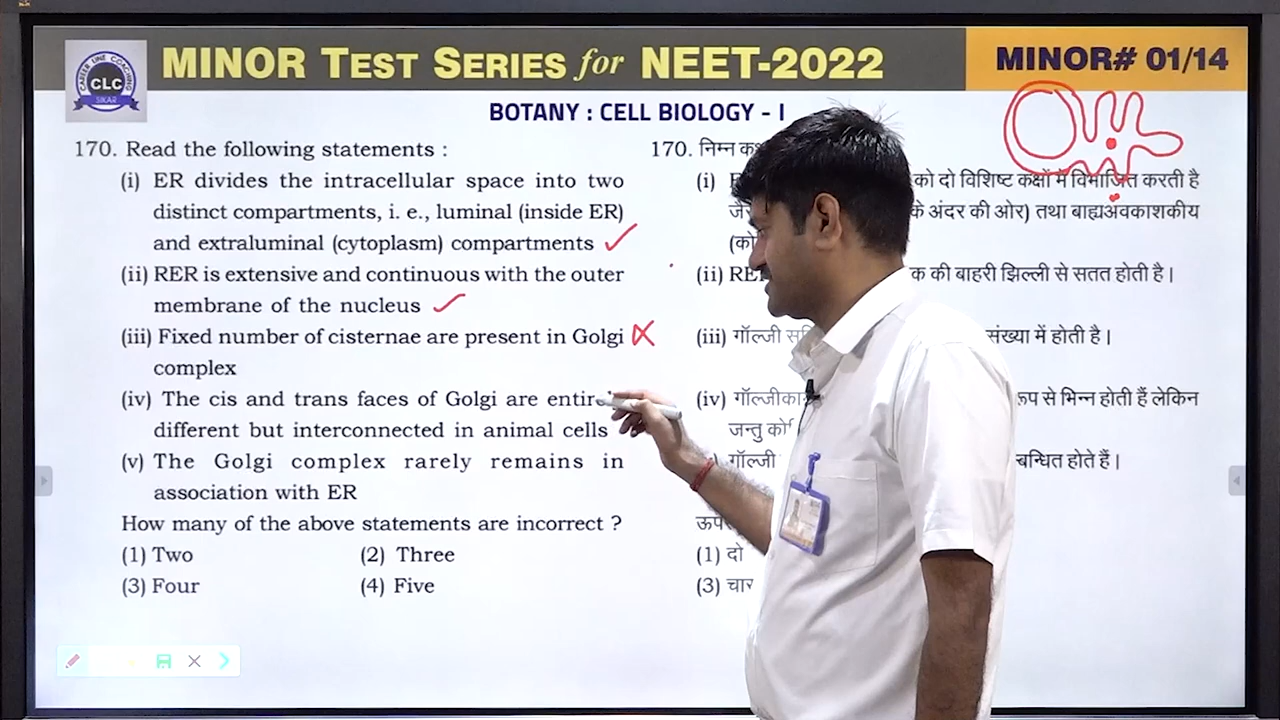 MINOR TEST SERIES for NEET-2022
MINOR# 01/14
CAREER LINE COACHING
CLC
SIKAR
BOTANY : CELL BIOLOGY - I
170. Read the following statements :
(i) ER divides the intracellular space into two
distinct compartments, i. e., luminal (inside ER)
and extraluminal (cytoplasm) compartments
(ii) RER is extensive and continuous with the outer
membrane of the nucleus
(iii) Fixed number of cisternae are present in Golgi
complex
(iv) The cis and trans faces of Golgi are
different but interconnected in animal cells
(v) The Golgi complex rarely remains in
association with ER
How many of the above statements are incorrect ?
(1) Two (2) Three
(3) Four (4) Five
170. निम्न
(i) को दो विशिष्ट कक्षों में विभाजित करती है
के अंदर की ओर) तथा बाह्यअवकाशकीय
(ii) की बाहरी झिल्ली से सतत होती है।
(iii) गॉल्जी संख्या में होती है।
(iv) से भिन्न होती हैं लेकिन
जन्तु
गॉल्जी होते हैं।
(1) दो
(3) चार